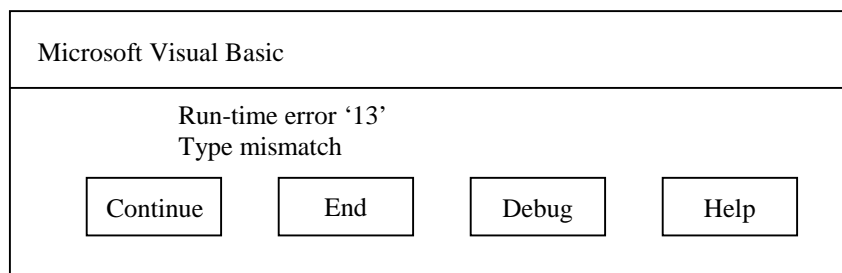 Microsoft Visual Basic
Run-time error ‘13’
Type mismatch
Continue End Debug Help